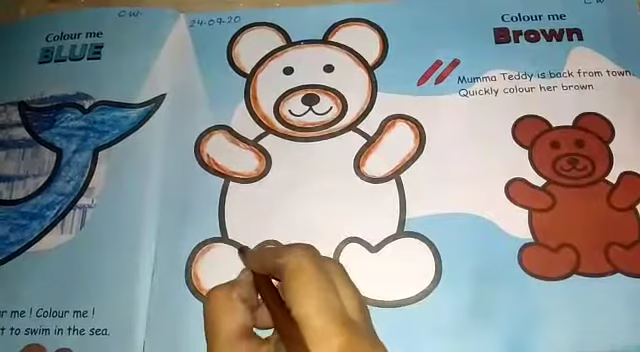 C W
Colour me
BLUE
r me ! Colour me !
t to swim in the sea.
24-09-20
C W
Colour me
Brown
Mumma Teddy is back from town
Quickly colour her brown